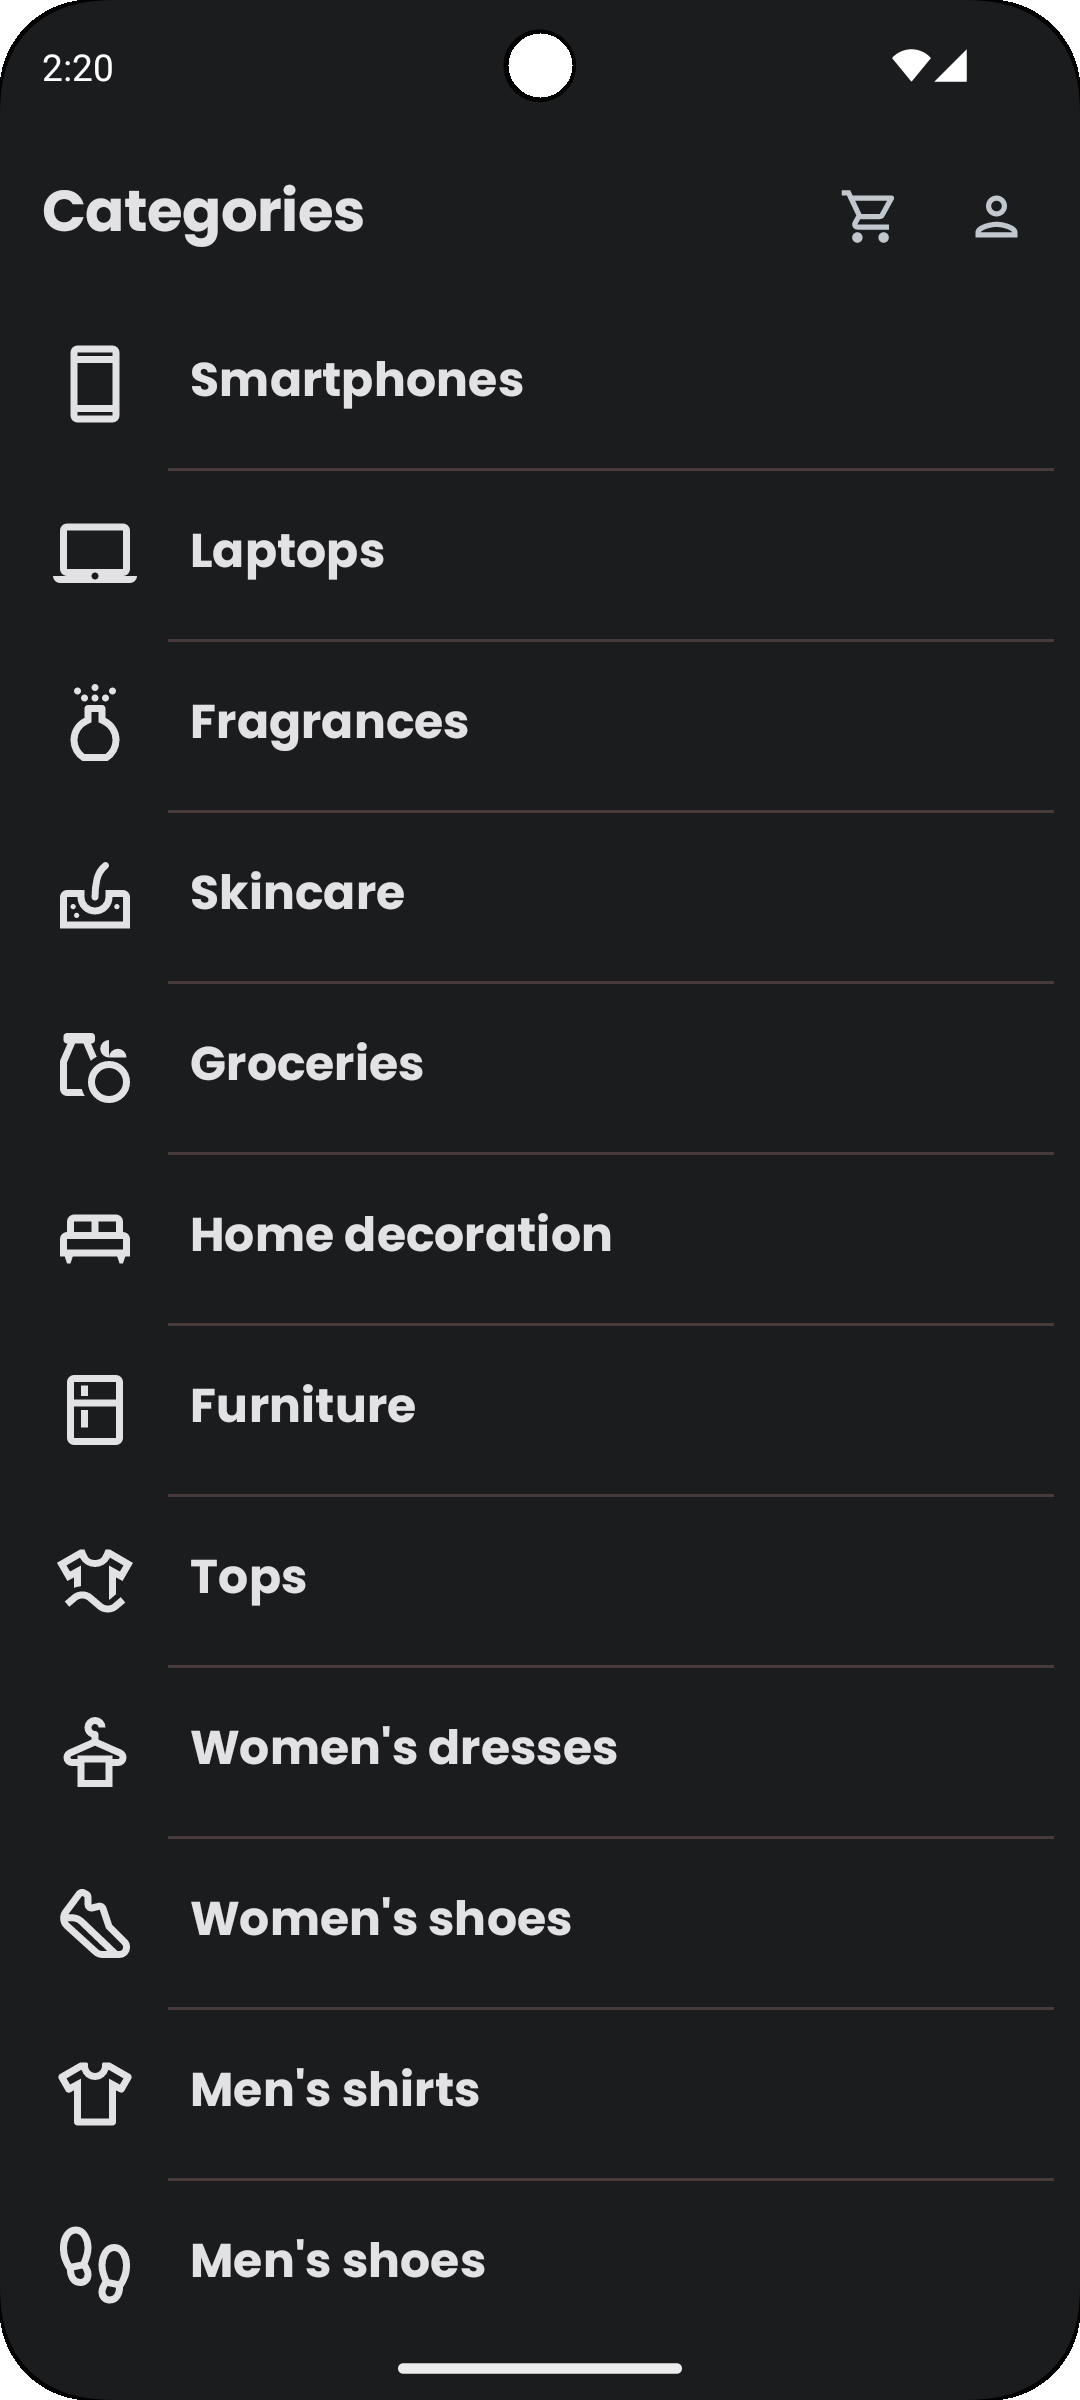 2:20
Categories
Smartphones
Laptops
Fragrances
Skincare
Groceries
Home decoration
Furniture
Tops
Women's dresses
Women's shoes
Men's shirts
Men's shoes